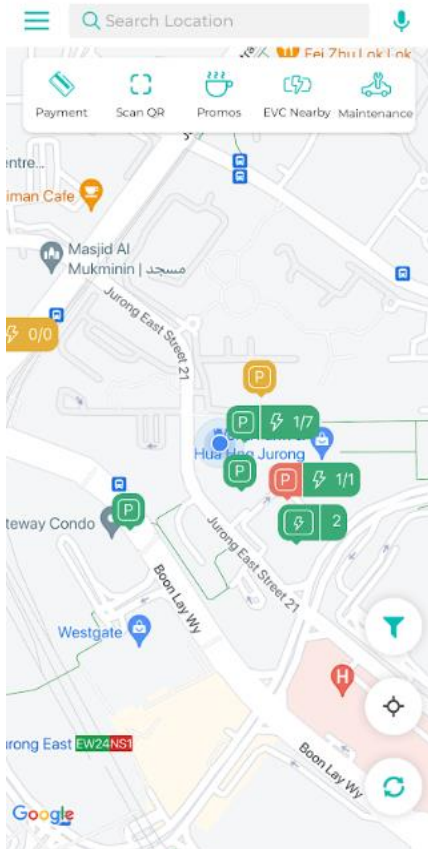 Search Location
Fei Zhu Lok Lok
Payment
Scan QR
Promos
EVC Nearby
Maintenance
entre...
iman Cafe
Masjid Al
Mukminin | مسجد
Jurong East Street 21
0/0
P
P
1/7
Hua Hng Jurong
P
P
1/1
2
P
teway Condo
Jurong East Street 21
Boon Lay Wy
Westgate
H
urong East EW24 NS1
Boon Lay Wy
Google